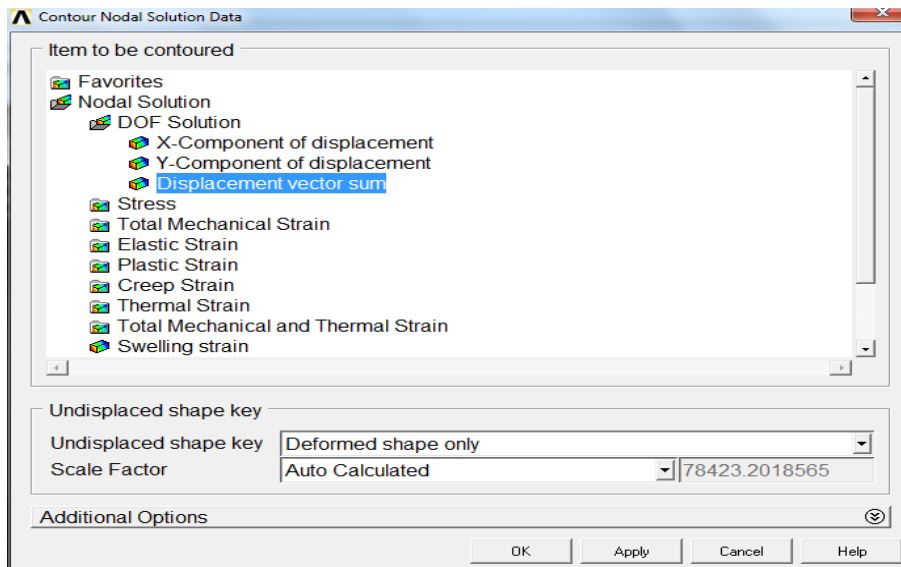 Contour Nodal Solution Data
Item to be contoured
Favorites
Nodal Solution
DOF Solution
X-Component of displacement
Y-Component of displacement
Displacement vector sum
Stress
Total Mechanical Strain
Elastic Strain
Plastic Strain
Creep Strain
Thermal Strain
Total Mechanical and Thermal Strain
Swelling strain
Undisplaced shape key
Undisplaced shape key Deformed shape only
Scale Factor Auto Calculated 78423.2018565
Additional Options
OK Apply Cancel Help